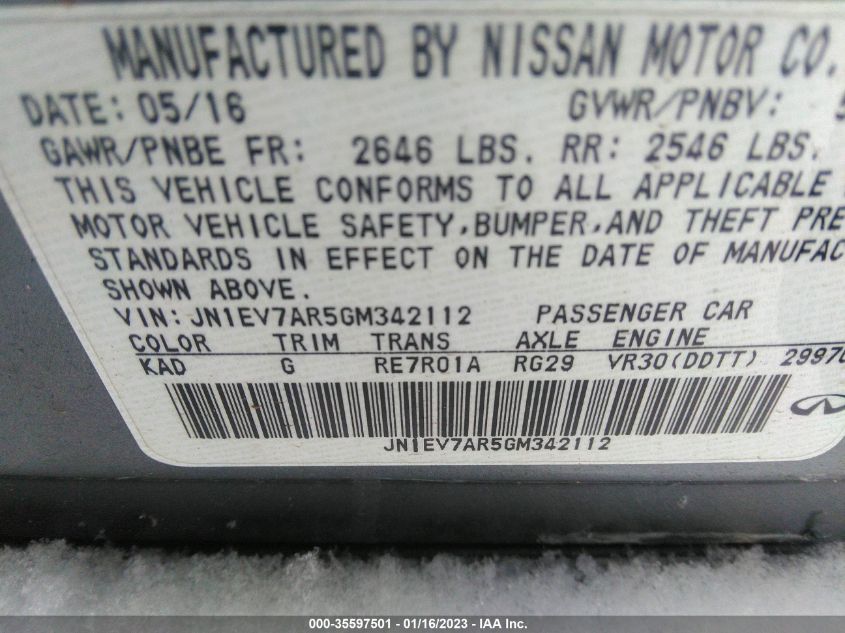 MANUFACTURED BY NISSAN MOTOR CO.
DATE: 05/16 GVWR/PNBV:
GAWR/PNBE FR: 2646 LBS. RR: 2546 LBS.
THIS VEHICLE CONFORMS TO ALL APPLICABLE
MOTOR VEHICLE SAFETY, BUMPER, AND THEFT PRE
STANDARDS IN EFFECT ON THE DATE OF MANUFAC
SHOWN ABOVE.
VIN: JN1EV7AR5GM342112 PASSENGER CAR
COLOR TRIM TRANS AXLE ENGINE
KAD G RE7R01A RG29 VR30(DDTT) 2997
JN1EV7AR5GM342112
000-35597501 - 01/16/2023 - IAA Inc.